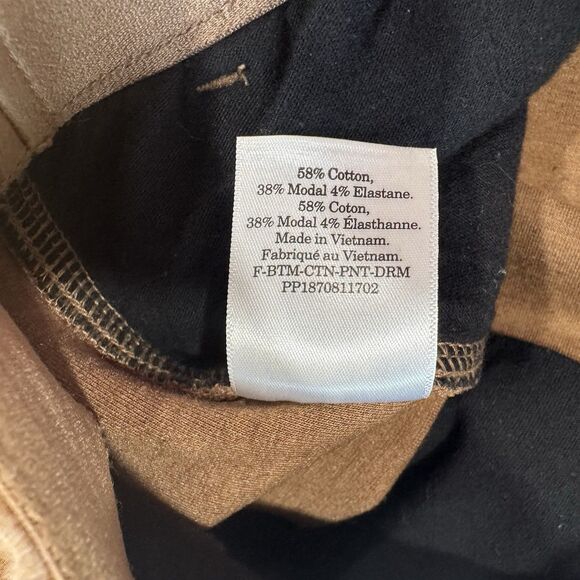 58% Cotton,
38% Modal 4% Elastane.
58% Coton,
38% Modal 4% Élasthanne.
Made in Vietnam.
Fabriqué au Vietnam.
F-BTM-CTN-PNT-DRM
PP1870811702